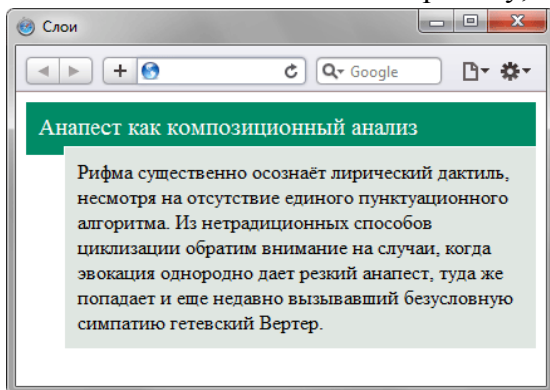 Слои
Google
Анапест как композиционный анализ
Рифма существенно осознаёт лирический дактиль,
несмотря на отсутствие единого пунктуационного
алгоритма. Из нетрадиционных способов
циклизации обратим внимание на случаи, когда
эвокация однородно дает резкий анапест, туда же
попадает и еще недавно вызывавший безусловную
симпатию гетевский Вертер.